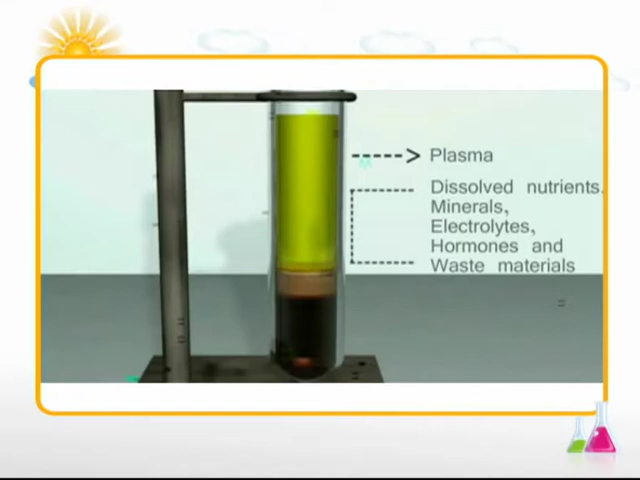 Plasma
Dissolved nutrients,
Minerals,
Electrolytes,
Hormones and
Waste materials